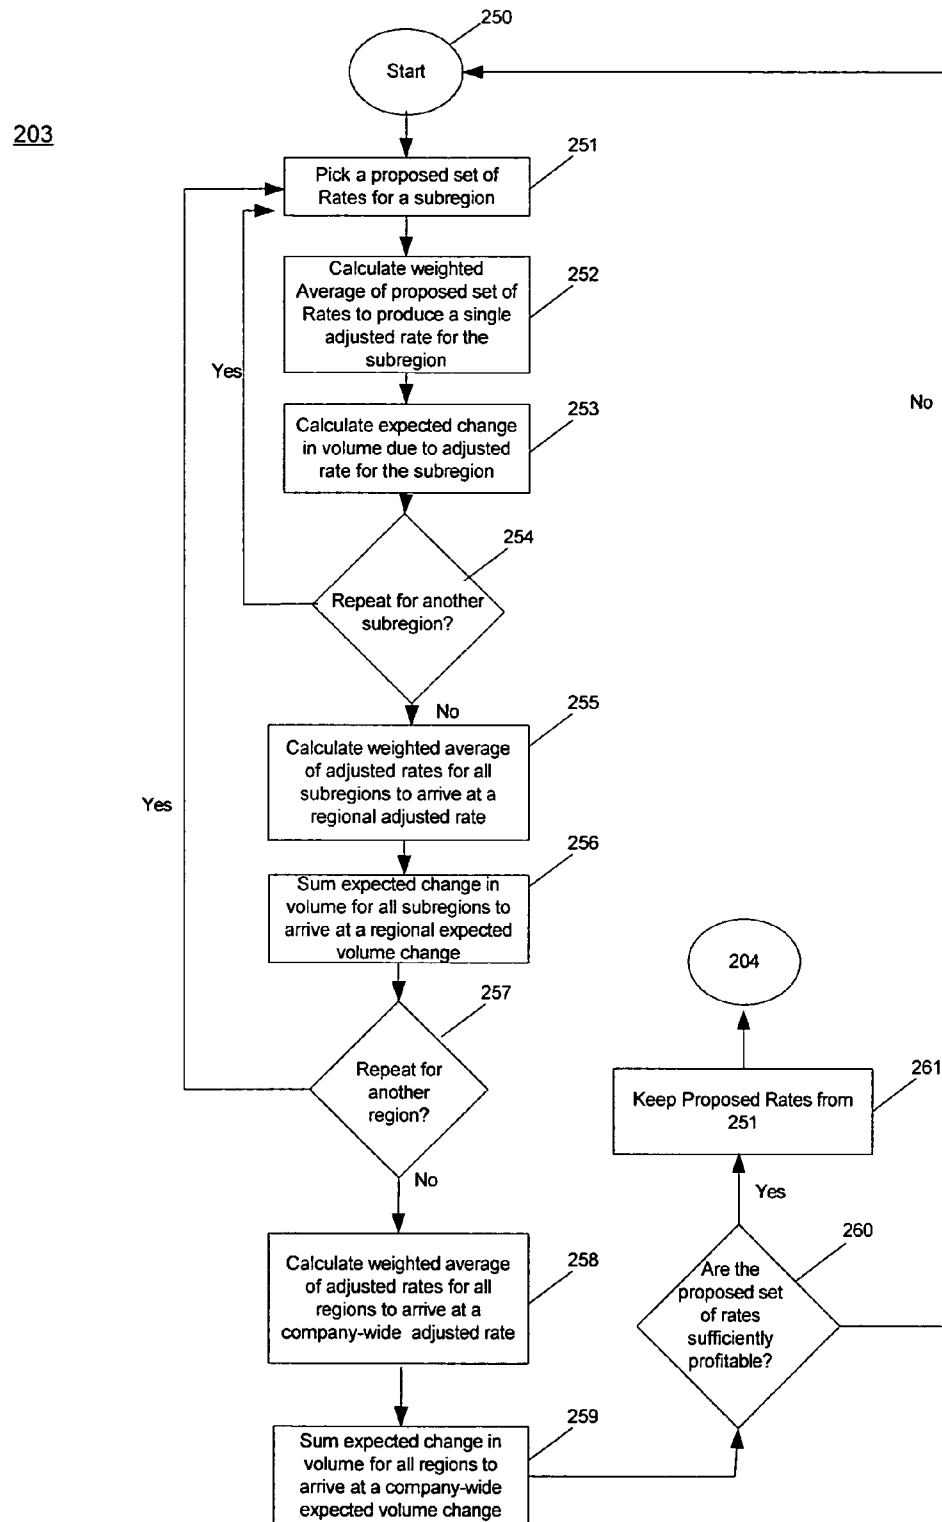 250
Start
203
251
Pick a proposed set of
Rates for a subregion
252
Calculate weighted
Average of proposed set of
Rates to produce a single
adjusted rate for the
subregion
Yes
No
253
Calculate expected change
in volume due to adjusted
rate for the subregion
254
Repeat for another
subregion?
No
255
Calculate weighted average
of adjusted rates for all
subregions to arrive at a
regional adjusted rate
Yes
256
Sum expected change in
volume for all subregions to
arrive at a regional expected
volume change
204
257
Repeat for
another
region?
No
261
Keep Proposed Rates from
251
Yes
258
Calculate weighted average
of adjusted rates for all
regions to arrive at a
company-wide adjusted rate
260
Are the
proposed set
of rates
sufficiently
profitable?
259
Sum expected change in
volume for all regions to
arrive at a company-wide
expected volume change